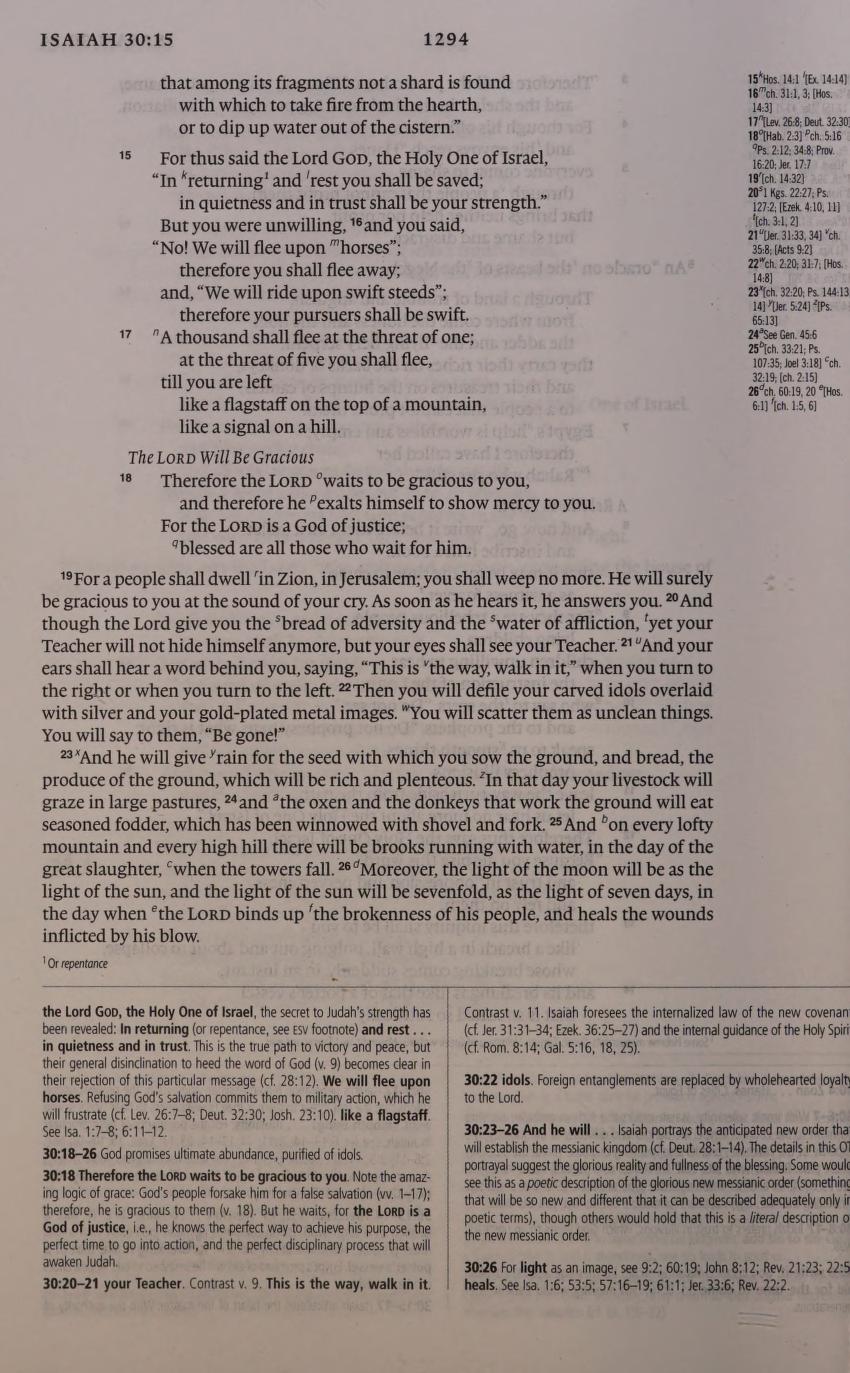 ISAIAH 30:15
1294
that among its fragments not a shard is found
with which to take fire from the hearth,
or to dip up water out of the cistern.”
15 For thus said the Lord GOD, the Holy One of Israel,
“In kreturning1 and lrest you shall be saved;
in quietness and in trust shall be your strength.”
But you were unwilling, 16 and you said,
“No! We will flee upon mhorses”;
therefore you shall flee away;
and, “We will ride upon swift steeds”;
therefore your pursuers shall be swift.
17 nA thousand shall flee at the threat of one;
at the threat of five you shall flee,
till you are left
like a flagstaff on the top of a mountain,
like a signal on a hill.
The LORD Will Be Gracious
18 Therefore the LORD owaits to be gracious to you,
and therefore he pexalts himself to show mercy to you.
For the LORD is a God of justice;
qblessed are all those who wait for him.
19 For a people shall dwell rin Zion, in Jerusalem; you shall weep no more. He will surely
be gracious to you at the sound of your cry. As soon as he hears it, he answers you. 20 And
though the Lord give you the sbread of adversity and the swater of affliction, tyet your
Teacher will not hide himself anymore, but your eyes shall see your Teacher. 21 uAnd your
ears shall hear a word behind you, saying, “This is vthe way, walk in it,” when you turn to
the right or when you turn to the left. 22 Then you will defile your carved idols overlaid
with silver and your gold-plated metal images. wYou will scatter them as unclean things.
You will say to them, “Be gone!”
23 xAnd he will give yrain for the seed with which you sow the ground, and bread, the
produce of the ground, which will be rich and plenteous. zIn that day your livestock will
graze in large pastures, 24 and athe oxen and the donkeys that work the ground will eat
seasoned fodder, which has been winnowed with shovel and fork. 25 And bon every lofty
mountain and every high hill there will be brooks running with water, in the day of the
great slaughter, cwhen the towers fall. 26 dMoreover, the light of the moon will be as the
light of the sun, and the light of the sun will be sevenfold, as the light of seven days, in
the day when ethe LORD binds up fthe brokenness of his people, and heals the wounds
inflicted by his blow.
1 Or repentance
15 kHos. 14:1 l[Ex. 14:14]
16 mch. 31:1, 3; [Hos.
14:3]
17 n[Lev. 26:8; Deut. 32:30]
18 o[Hab. 2:3] pch. 5:16
qPs. 2:12; 34:8; Prov.
16:20; Jer. 17:7
19 r[ch. 14:32]
20 s1 Kgs. 22:27; Ps.
127:2; [Ezek. 4:10, 11]
t[ch. 3:1, 2]
21 u[Jer. 31:33, 34] vch.
35:8; [Acts 9:2]
22 wch. 2:20; 31:7; [Hos.
14:8]
23 x[ch. 32:20; Ps. 144:13
14] y[Jer. 5:24] z[Ps.
65:13]
24 aSee Gen. 45:6
25 b[ch. 33:21; Ps.
107:35; Joel 3:18] cch.
32:19; [ch. 2:15]
26 dch. 60:19, 20 e[Hos.
6:1] f[ch. 1:5, 6]
the Lord GOD, the Holy One of Israel, the secret to Judah’s strength has
been revealed: In returning (or repentance, see ESV footnote) and rest . . .
in quietness and in trust. This is the true path to victory and peace, but
their general disinclination to heed the word of God (v. 9) becomes clear in
their rejection of this particular message (cf. 28:12). We will flee upon
horses. Refusing God’s salvation commits them to military action, which he
will frustrate (cf. Lev. 26:7–8; Deut. 32:30; Josh. 23:10). like a flagstaff.
See Isa. 1:7–8; 6:11–12.
30:18–26 God promises ultimate abundance, purified of idols.
30:18 Therefore the LORD waits to be gracious to you. Note the amaz-
ing logic of grace: God’s people forsake him for a false salvation (vv. 1–17);
therefore, he is gracious to them (v. 18). But he waits, for the LORD is a
God of justice, i.e., he knows the perfect way to achieve his purpose, the
perfect time to go into action, and the perfect disciplinary process that will
awaken Judah.
30:20–21 your Teacher. Contrast v. 9. This is the way, walk in it.
Contrast v. 11. Isaiah foresees the internalized law of the new covenan
(cf. Jer. 31:31–34; Ezek. 36:25–27) and the internal guidance of the Holy Spiri
(cf. Rom. 8:14; Gal. 5:16, 18, 25).
30:22 idols. Foreign entanglements are replaced by wholehearted loyalty
to the Lord.
30:23–26 And he will . . . Isaiah portrays the anticipated new order tha
will establish the messianic kingdom (cf. Deut. 28:1–14). The details in this O
portrayal suggest the glorious reality and fullness of the blessing. Some would
see this as a poetic description of the glorious new messianic order (something
that will be so new and different that it can be described adequately only in
poetic terms), though others would hold that this is a literal description o
the new messianic order.
30:26 For light as an image, see 9:2; 60:19; John 8:12; Rev. 21:23; 22:5
heals. See Isa. 1:6; 53:5; 57:16–19; 61:1; Jer. 33:6; Rev. 22:2.